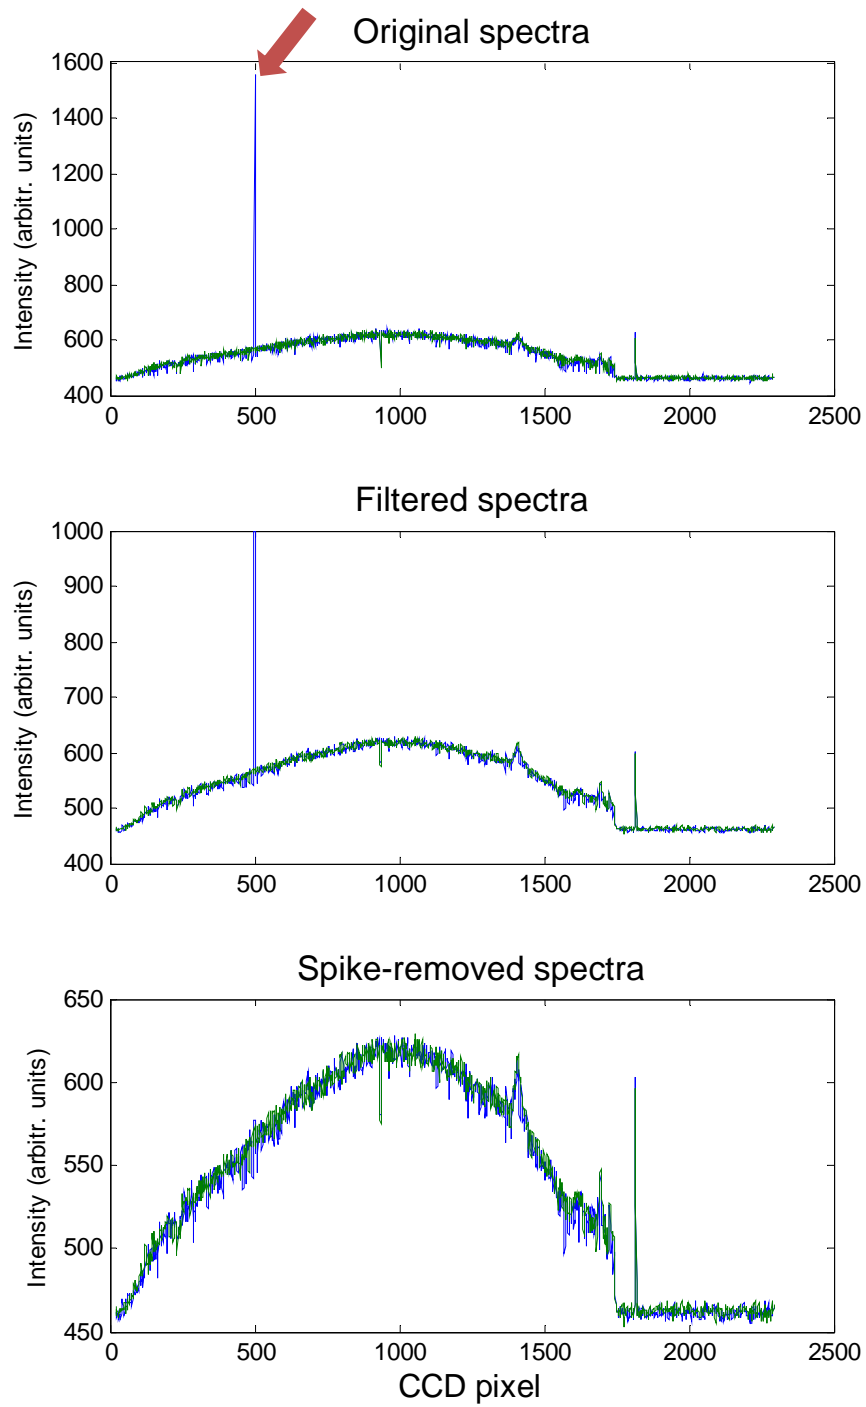 Original spectra
1600
1400
1200
1000
800
600
400
Intensity (arbitr. units)
0 500 1000 1500 2000 2500
Filtered spectra
1000
900
800
700
600
500
400
Intensity (arbitr. units)
0 500 1000 1500 2000 2500
Spike-removed spectra
650
600
550
500
450
Intensity (arbitr. units)
0 500 1000 1500 2000 2500
CCD pixel